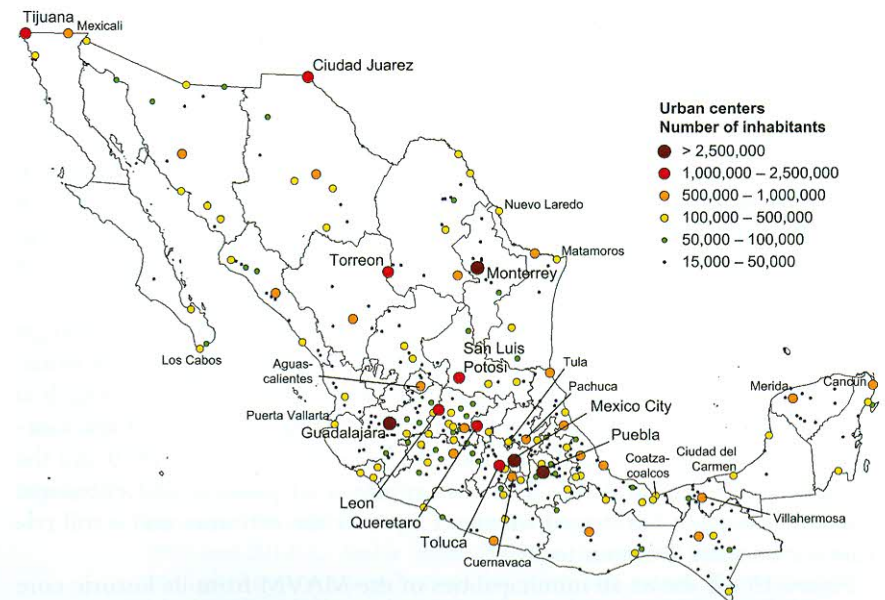 Tijuana
Mexicali
Ciudad Juarez
Urban centers
Number of inhabitants
> 2,500,000
1,000,000 – 2,500,000
500,000 – 1,000,000
100,000 – 500,000
50,000 – 100,000
15,000 – 50,000
Nuevo Laredo
Matamoros
Torreon
Monterrey
Los Cabos
San Luis
Potosi
Aguas-
calientes
Tula
Pachuca
Merida
Cancun
Puerta Vallarta
Guadalajara
Mexico City
Puebla
Coatza-
coalcos
Ciudad del
Carmen
Leon
Queretaro
Toluca
Cuernavaca
Villahermosa